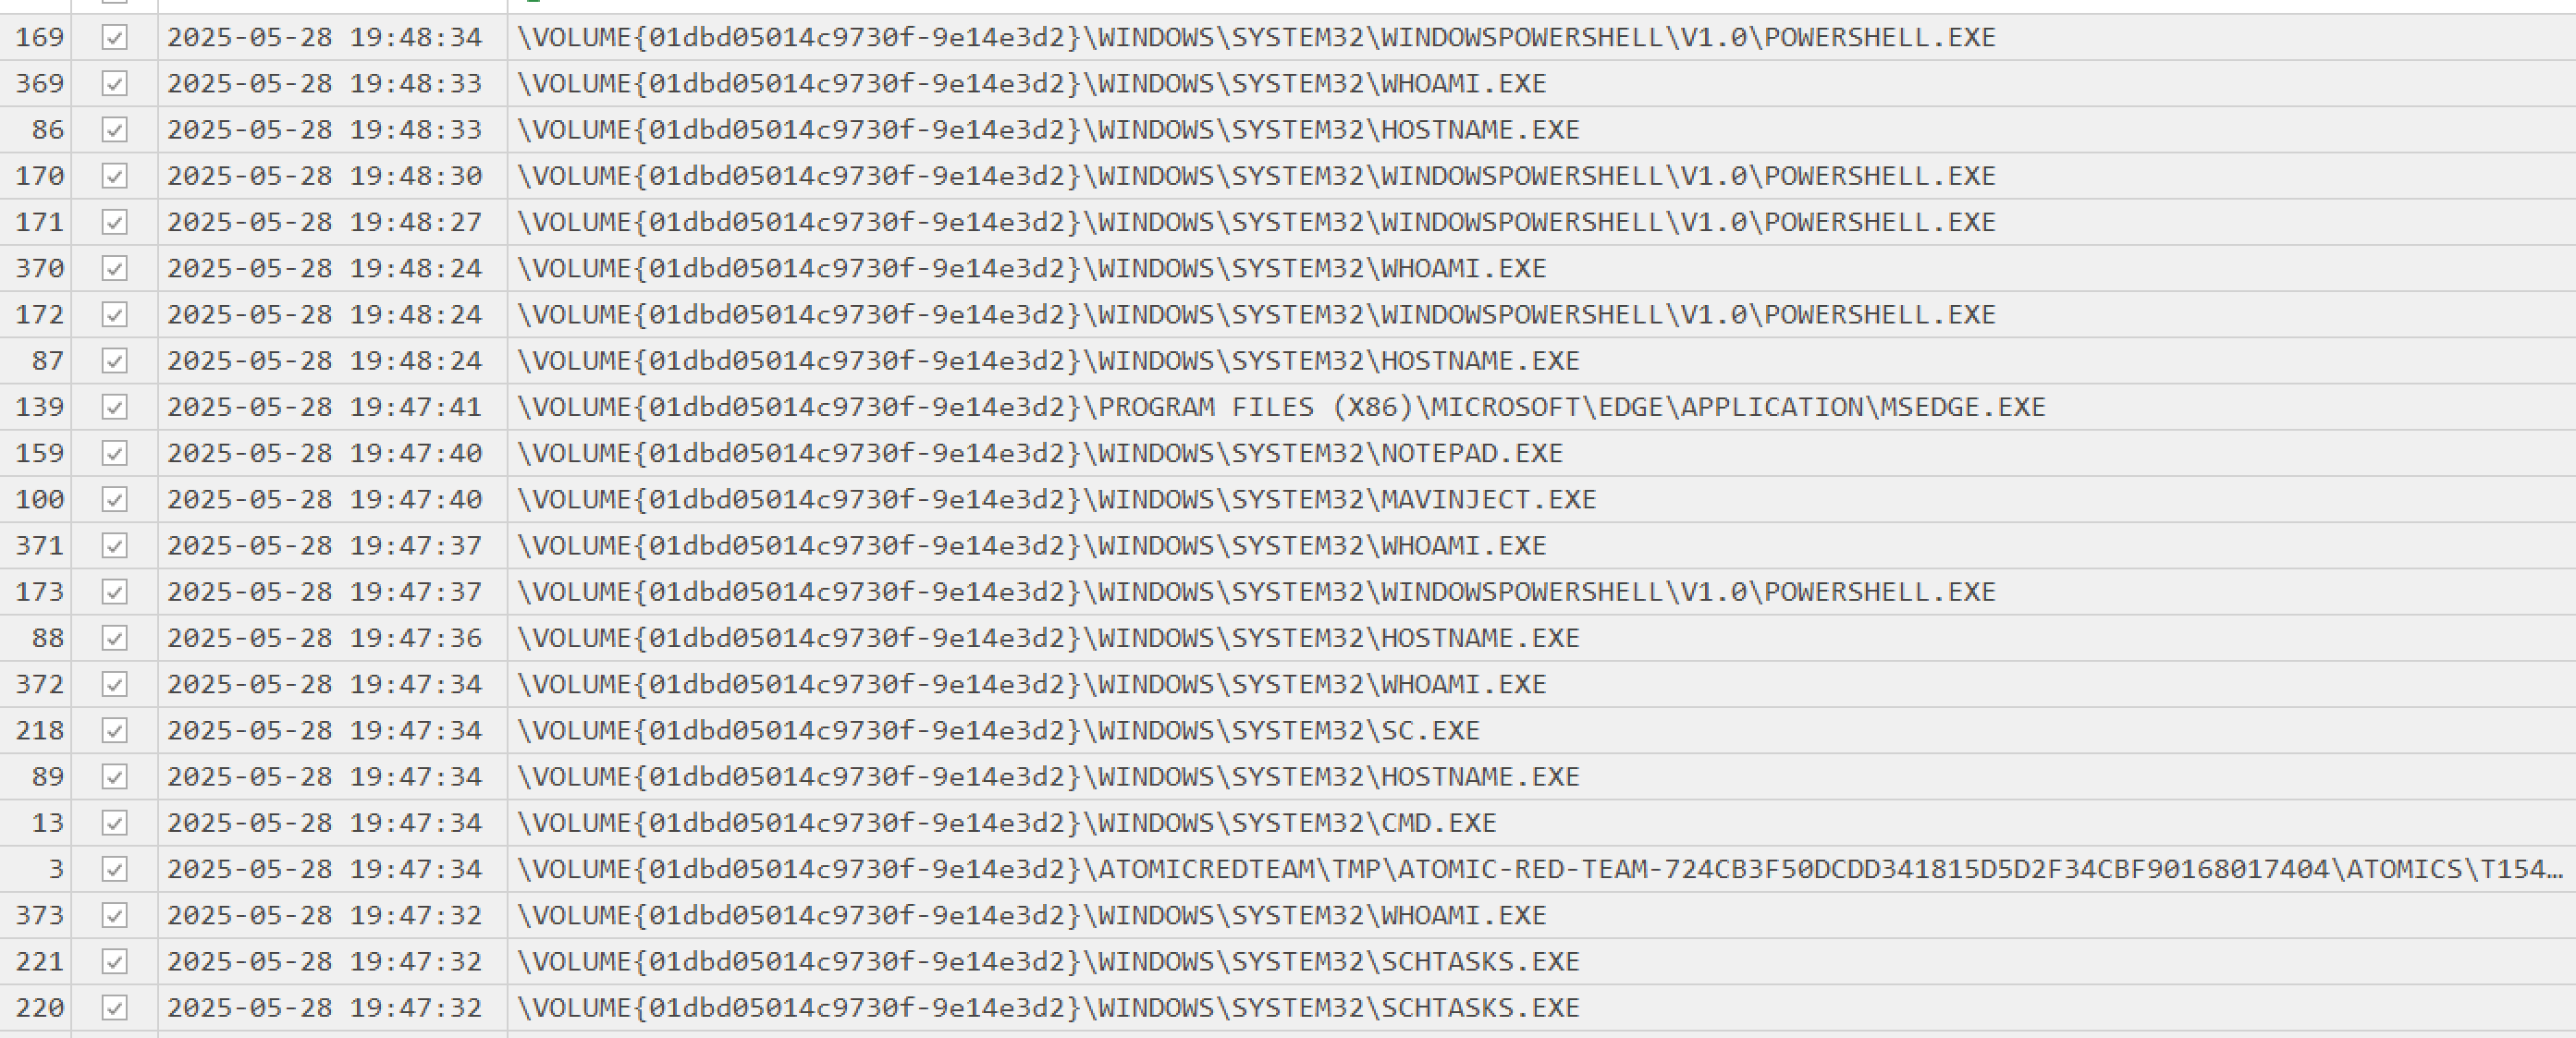 169 2025-05-28 19:48:34 \VOLUME{01dbd05014c9730f-9e14e3d2}\WINDOWS\SYSTEM32\WINDOWSPOWERSHELL\V1.0\POWERSHELL.EXE
369 2025-05-28 19:48:33 \VOLUME{01dbd05014c9730f-9e14e3d2}\WINDOWS\SYSTEM32\WHOAMI.EXE
86 2025-05-28 19:48:33 \VOLUME{01dbd05014c9730f-9e14e3d2}\WINDOWS\SYSTEM32\HOSTNAME.EXE
170 2025-05-28 19:48:30 \VOLUME{01dbd05014c9730f-9e14e3d2}\WINDOWS\SYSTEM32\WINDOWSPOWERSHELL\V1.0\POWERSHELL.EXE
171 2025-05-28 19:48:27 \VOLUME{01dbd05014c9730f-9e14e3d2}\WINDOWS\SYSTEM32\WINDOWSPOWERSHELL\V1.0\POWERSHELL.EXE
370 2025-05-28 19:48:24 \VOLUME{01dbd05014c9730f-9e14e3d2}\WINDOWS\SYSTEM32\WHOAMI.EXE
172 2025-05-28 19:48:24 \VOLUME{01dbd05014c9730f-9e14e3d2}\WINDOWS\SYSTEM32\WINDOWSPOWERSHELL\V1.0\POWERSHELL.EXE
87 2025-05-28 19:48:24 \VOLUME{01dbd05014c9730f-9e14e3d2}\WINDOWS\SYSTEM32\HOSTNAME.EXE
139 2025-05-28 19:47:41 \VOLUME{01dbd05014c9730f-9e14e3d2}\PROGRAM FILES (X86)\MICROSOFT\EDGE\APPLICATION\MSEDGE.EXE
159 2025-05-28 19:47:40 \VOLUME{01dbd05014c9730f-9e14e3d2}\WINDOWS\SYSTEM32\NOTEPAD.EXE
100 2025-05-28 19:47:40 \VOLUME{01dbd05014c9730f-9e14e3d2}\WINDOWS\SYSTEM32\MAVINJECT.EXE
371 2025-05-28 19:47:37 \VOLUME{01dbd05014c9730f-9e14e3d2}\WINDOWS\SYSTEM32\WHOAMI.EXE
173 2025-05-28 19:47:37 \VOLUME{01dbd05014c9730f-9e14e3d2}\WINDOWS\SYSTEM32\WINDOWSPOWERSHELL\V1.0\POWERSHELL.EXE
88 2025-05-28 19:47:36 \VOLUME{01dbd05014c9730f-9e14e3d2}\WINDOWS\SYSTEM32\HOSTNAME.EXE
372 2025-05-28 19:47:34 \VOLUME{01dbd05014c9730f-9e14e3d2}\WINDOWS\SYSTEM32\WHOAMI.EXE
218 2025-05-28 19:47:34 \VOLUME{01dbd05014c9730f-9e14e3d2}\WINDOWS\SYSTEM32\SC.EXE
89 2025-05-28 19:47:34 \VOLUME{01dbd05014c9730f-9e14e3d2}\WINDOWS\SYSTEM32\HOSTNAME.EXE
13 2025-05-28 19:47:34 \VOLUME{01dbd05014c9730f-9e14e3d2}\WINDOWS\SYSTEM32\CMD.EXE
3 2025-05-28 19:47:34 \VOLUME{01dbd05014c9730f-9e14e3d2}\ATOMICREDTEAM\TMP\ATOMIC-RED-TEAM-724CB3F50DCDD341815D5D2F34CBF90168017404\ATOMICS\T154…
373 2025-05-28 19:47:32 \VOLUME{01dbd05014c9730f-9e14e3d2}\WINDOWS\SYSTEM32\WHOAMI.EXE
221 2025-05-28 19:47:32 \VOLUME{01dbd05014c9730f-9e14e3d2}\WINDOWS\SYSTEM32\SCHTASKS.EXE
220 2025-05-28 19:47:32 \VOLUME{01dbd05014c9730f-9e14e3d2}\WINDOWS\SYSTEM32\SCHTASKS.EXE